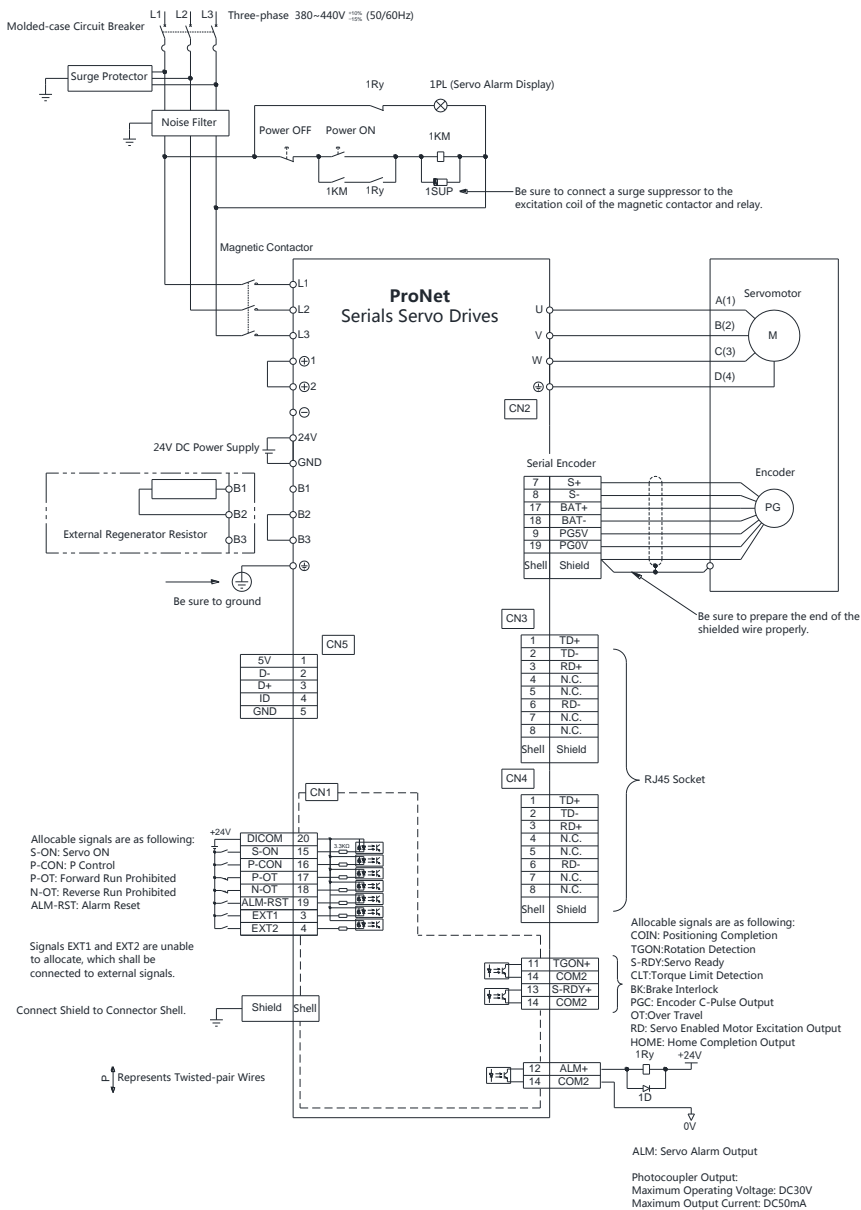 L1 L2 L3 Three-phase 380~440V +10% -15% (50/60Hz)
Molded-case Circuit Breaker
Surge Protector
Noise Filter
1Ry
1PL (Servo Alarm Display)
Power OFF
Power ON
1KM
1KM
1Ry
1SUP
Be sure to connect a surge suppressor to the
excitation coil of the magnetic contactor and relay.
Magnetic Contactor
ProNet
Serials Servo Drives
L1
L2
L3
⊕1
⊕2
⊖
24V
24V DC Power Supply
GND
B1
B2
B3
B1
B2
B3
External Regenerator Resistor
Be sure to ground
U
V
W
A(1)
B(2)
C(3)
D(4)
Servomotor
M
CN2
Serial Encoder
7 S+
8 S-
17 BAT+
18 BAT-
9 PG5V
19 PG0V
Shell Shield
Encoder
PG
Be sure to prepare the end of the
shielded wire properly.
CN5
5V 1
D- 2
D+ 3
ID 4
GND 5
CN3
1 TD+
2 TD-
3 RD+
4 N.C.
5 N.C.
6 RD-
7 N.C.
8 N.C.
Shell Shield
CN4
1 TD+
2 TD-
3 RD+
4 N.C.
5 N.C.
6 RD-
7 N.C.
8 N.C.
Shell Shield
RJ45 Socket
CN1
Allocable signals are as following:
S-ON: Servo ON
P-CON: P Control
P-OT: Forward Run Prohibited
N-OT: Reverse Run Prohibited
ALM-RST: Alarm Reset
Signals EXT1 and EXT2 are unable
to allocate, which shall be
connected to external signals.
+24V
DICOM 20
S-ON 15
P-CON 16
P-OT 17
N-OT 18
ALM-RST 19
EXT1 3
EXT2 4
3.3KΩ
Connect Shield to Connector Shell.
Shield Shell
P Represents Twisted-pair Wires
11 TGON+
14 COM2
13 S-RDY+
14 COM2
Allocable signals are as following:
COIN: Positioning Completion
TGON:Rotation Detection
S-RDY:Servo Ready
CLT:Torque Limit Detection
BK:Brake Interlock
PGC: Encoder C-Pulse Output
OT:Over Travel
RD: Servo Enabled Motor Excitation Output
HOME: Home Completion Output
12 ALM+
14 COM2
1Ry
+24V
1D
0V
ALM: Servo Alarm Output
Photocoupler Output:
Maximum Operating Voltage: DC30V
Maximum Output Current: DC50mA